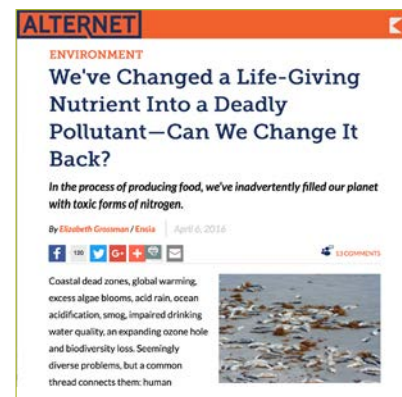 ALTERNET
ENVIRONMENT
We've Changed a Life-Giving
Nutrient Into a Deadly
Pollutant—Can We Change It
Back?
In the process of producing food, we've inadvertently filled our planet
with toxic forms of nitrogen.
By Elizabeth Grossman / Ensia April 6, 2016
130
G+
13 COMMENTS
Coastal dead zones, global warming,
excess algae blooms, acid rain, ocean
acidification, smog, impaired drinking
water quality, an expanding ozone hole
and biodiversity loss. Seemingly
diverse problems, but a common
thread connects them: human